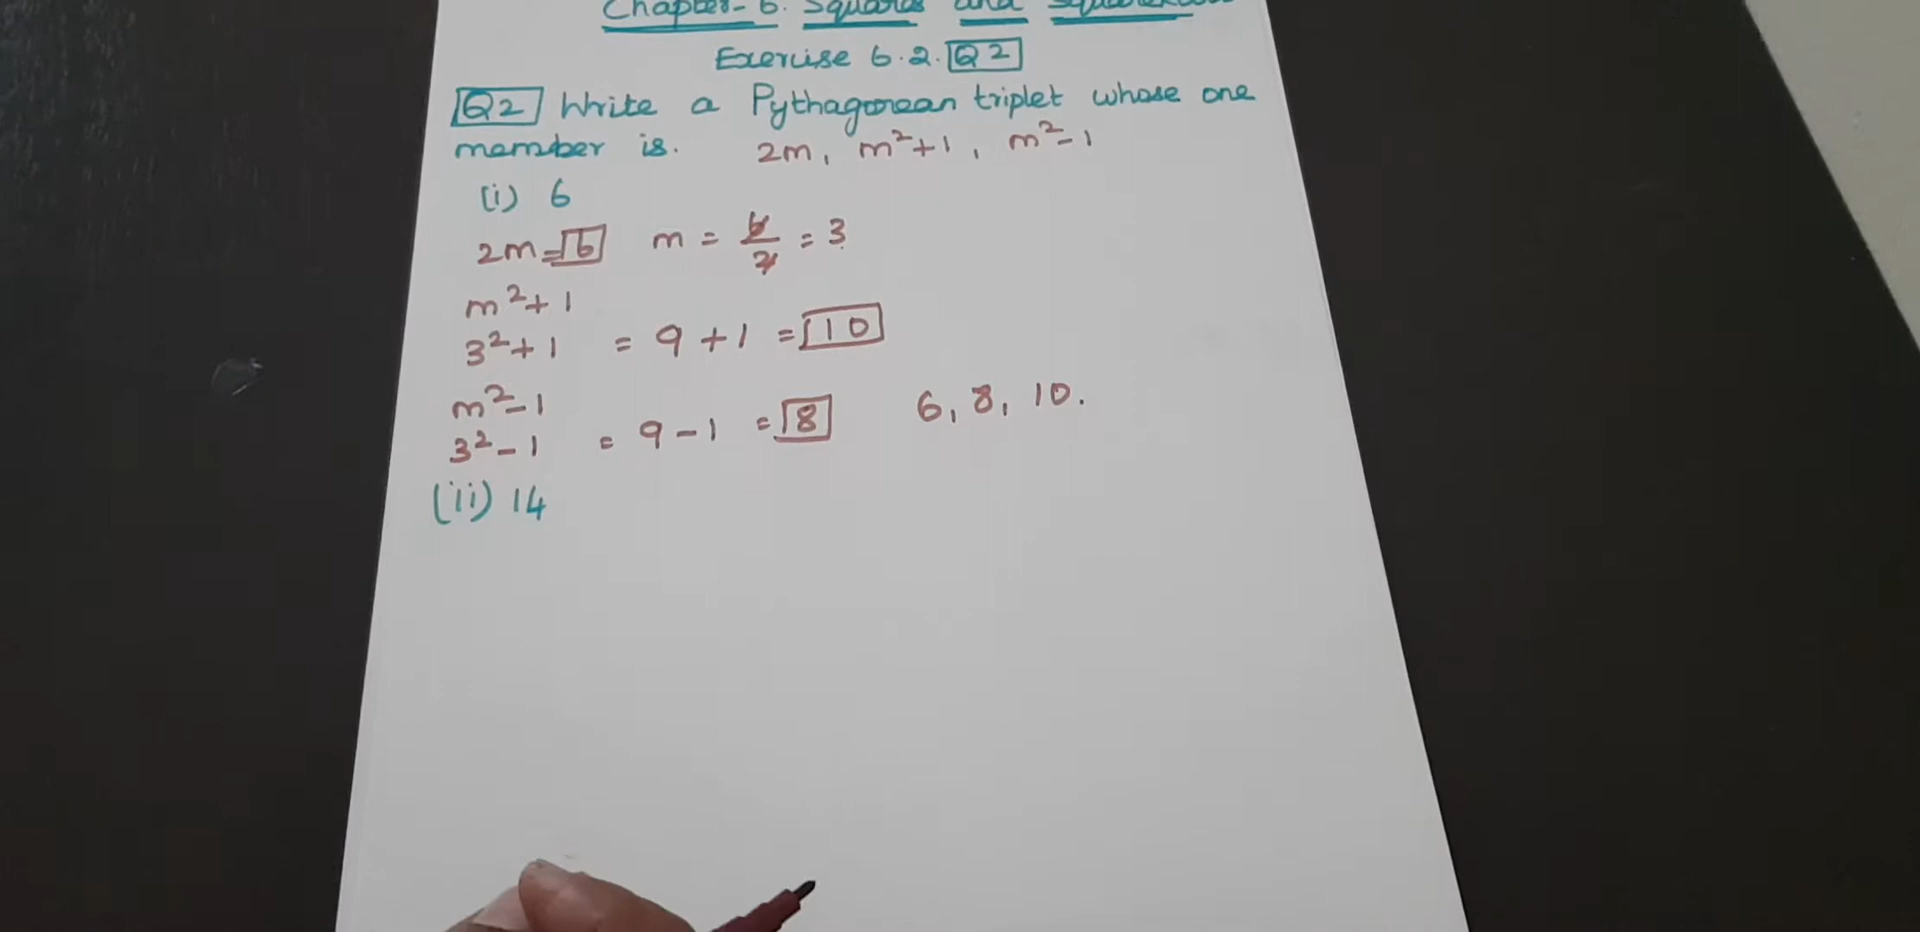 Chapter-6. Squares and
Exercise 6.2. Q2
Q2 Write a Pythagorean triplet whose one
member is. 2m, m²+1, m²-1
(i) 6
2m=6 m = 6/2 = 3
m²+1
3²+1 = 9+1 = 10
m²-1
3²-1 = 9-1 = 8 6, 8, 10.
(ii) 14